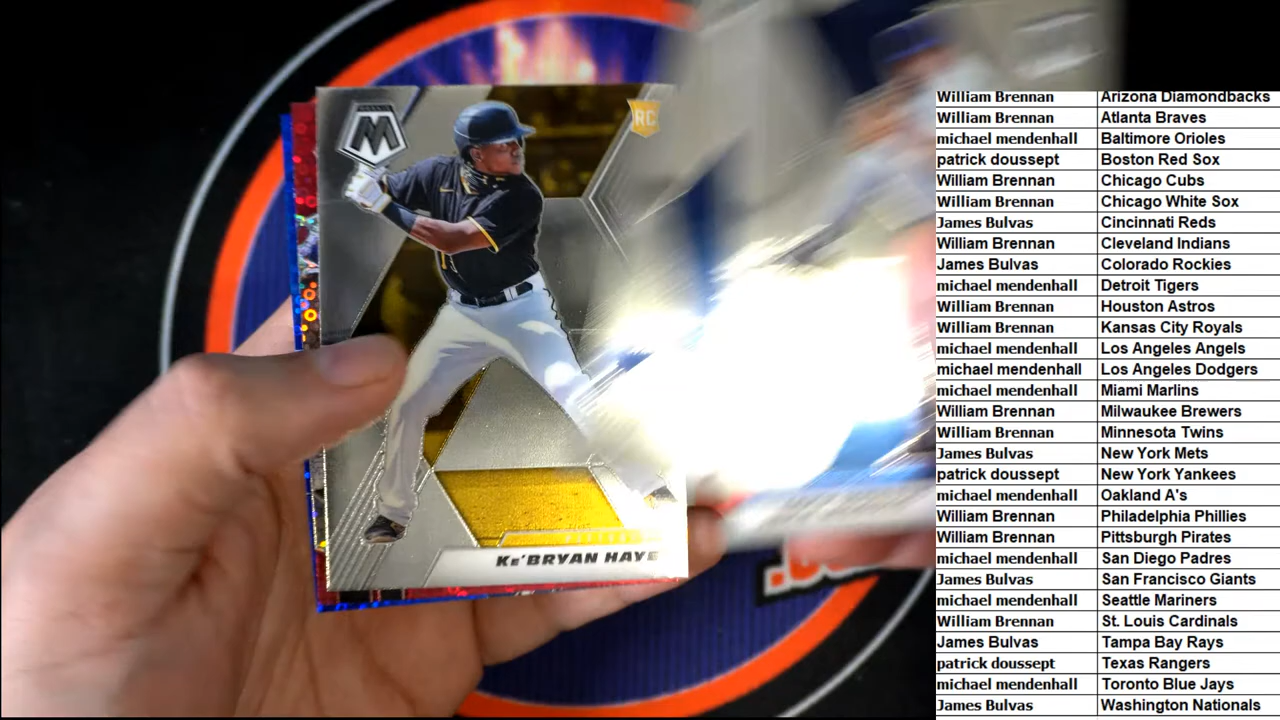 M
RC
KE'BRYAN HAYE
William Brennan Arizona Diamondbacks
William Brennan Atlanta Braves
michael mendenhall Baltimore Orioles
patrick doussept Boston Red Sox
William Brennan Chicago Cubs
William Brennan Chicago White Sox
James Bulvas Cincinnati Reds
William Brennan Cleveland Indians
James Bulvas Colorado Rockies
michael mendenhall Detroit Tigers
William Brennan Houston Astros
William Brennan Kansas City Royals
michael mendenhall Los Angeles Angels
michael mendenhall Los Angeles Dodgers
michael mendenhall Miami Marlins
William Brennan Milwaukee Brewers
William Brennan Minnesota Twins
James Bulvas New York Mets
patrick doussept New York Yankees
michael mendenhall Oakland A's
William Brennan Philadelphia Phillies
William Brennan Pittsburgh Pirates
michael mendenhall San Diego Padres
James Bulvas San Francisco Giants
michael mendenhall Seattle Mariners
William Brennan St. Louis Cardinals
James Bulvas Tampa Bay Rays
patrick doussept Texas Rangers
michael mendenhall Toronto Blue Jays
James Bulvas Washington Nationals